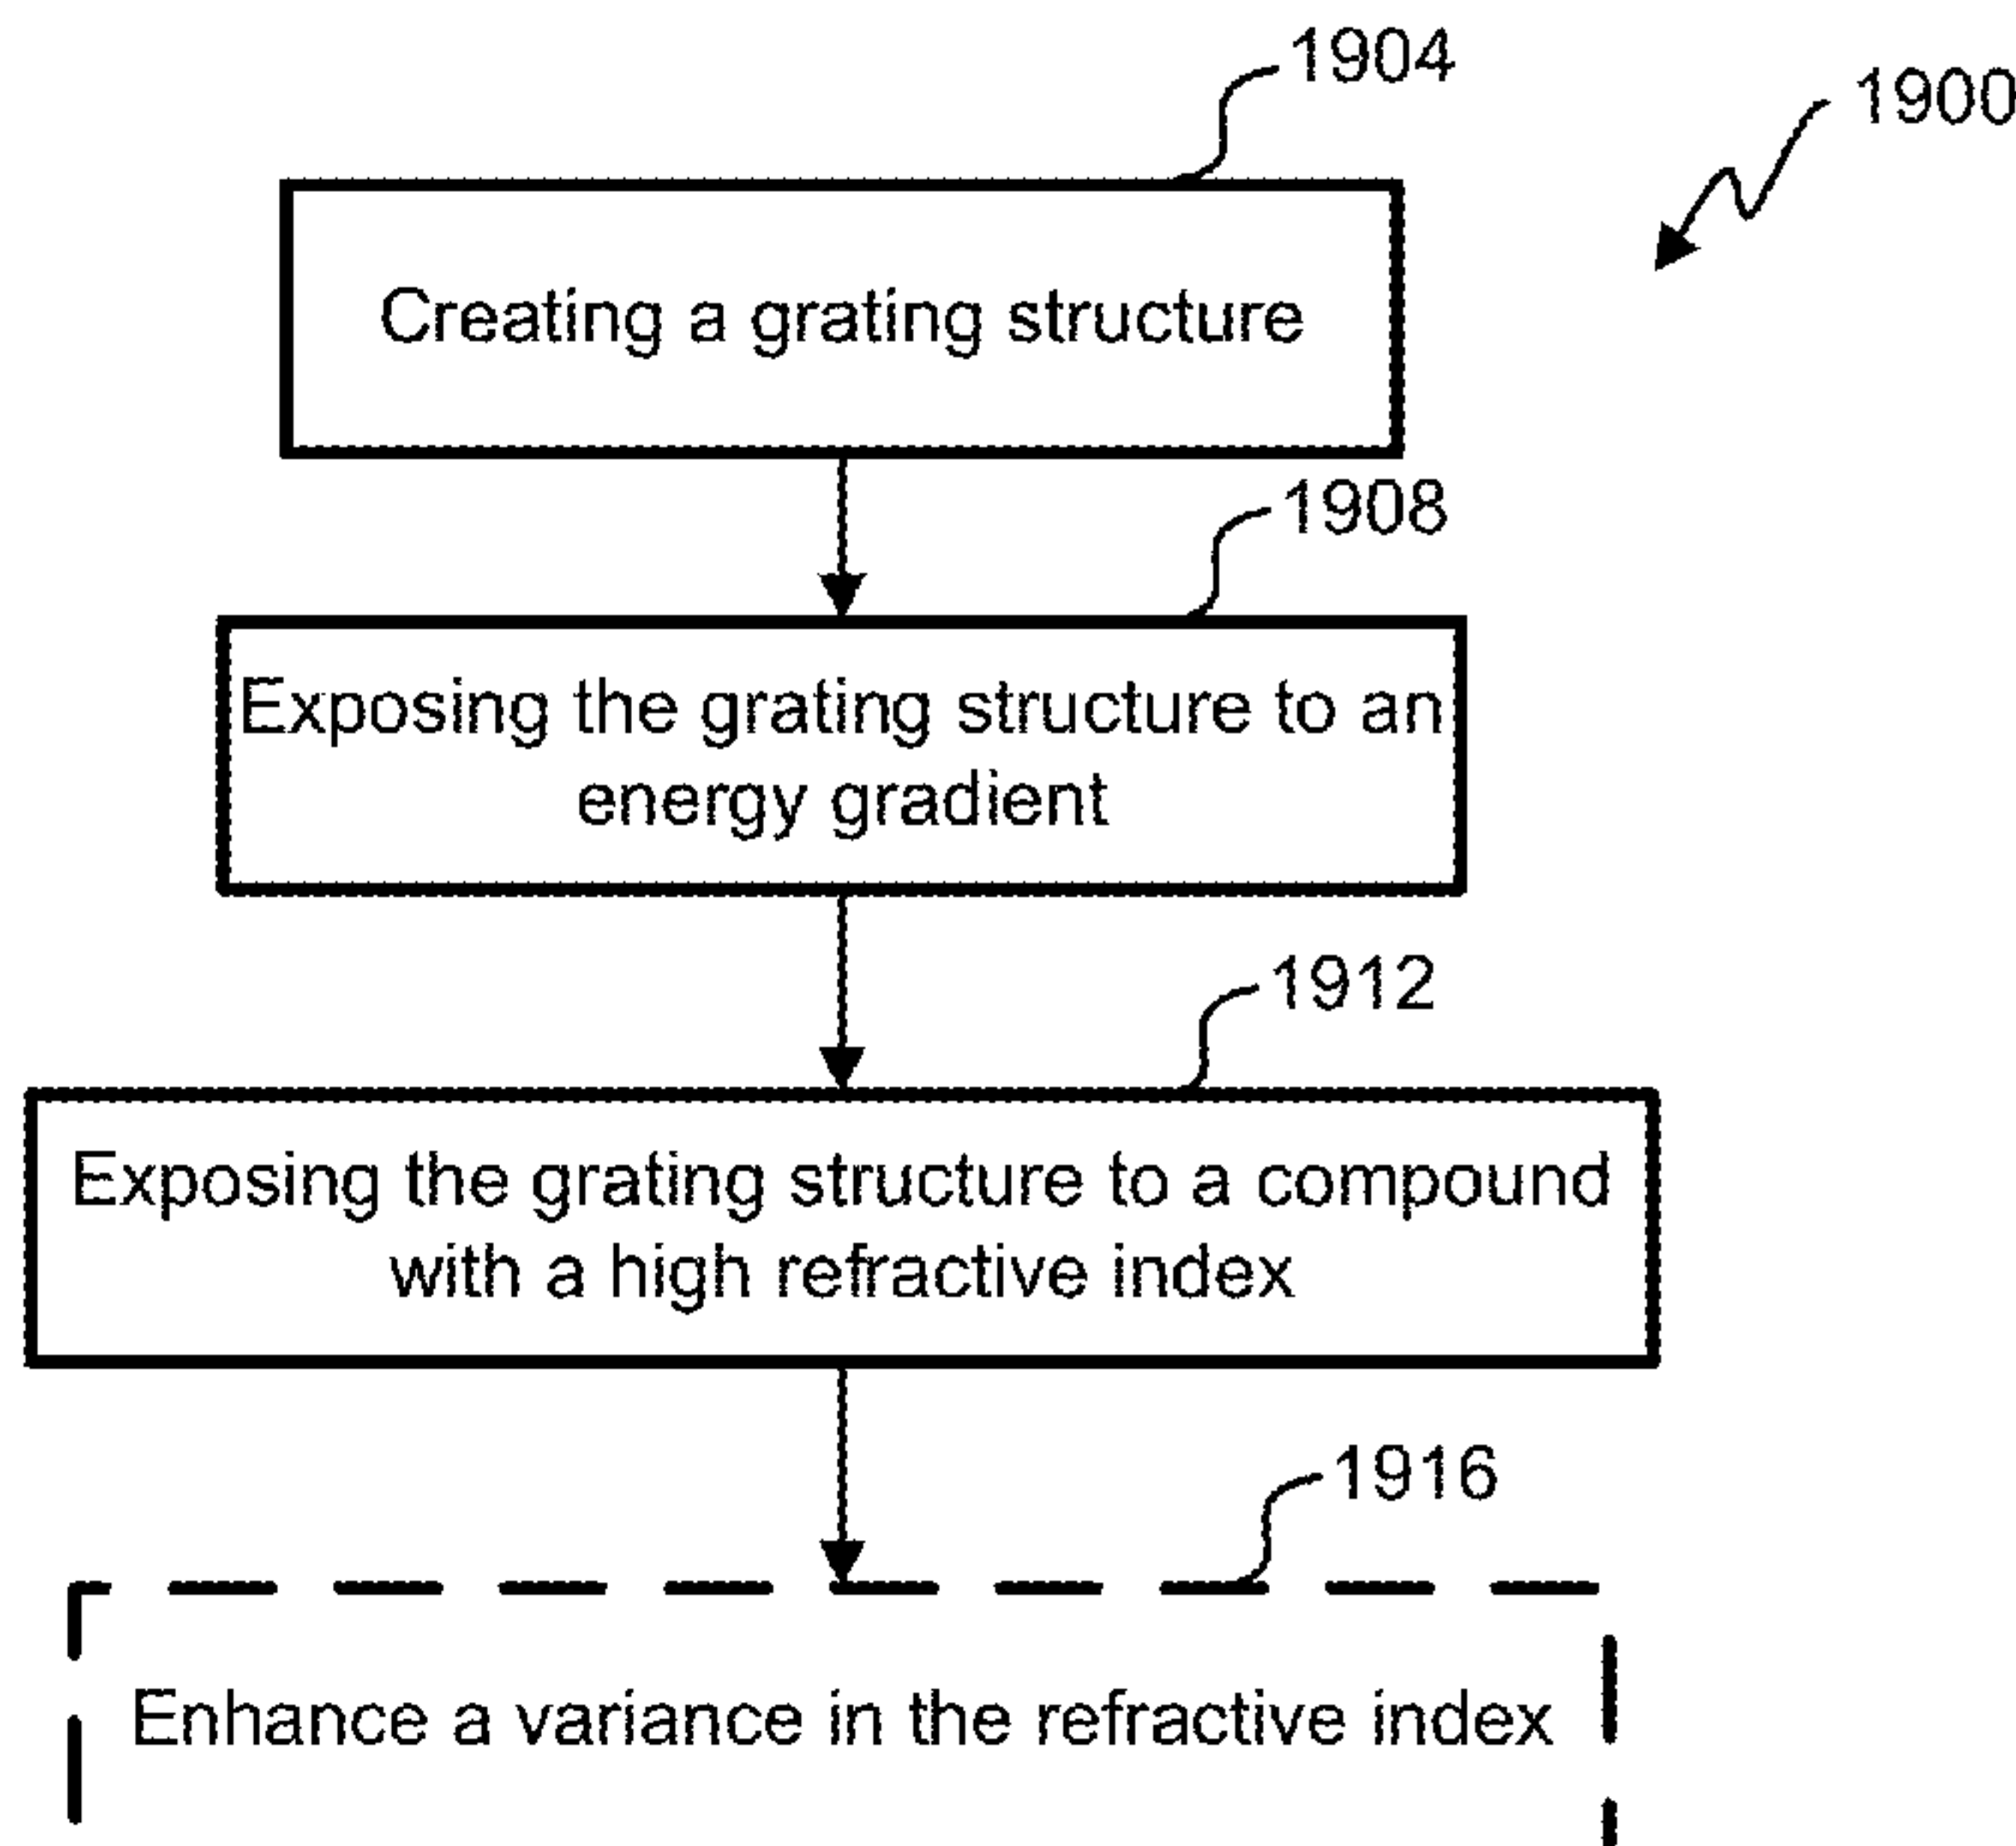 1904
1900
Creating a grating structure
1908
Exposing the grating structure to an
energy gradient
1912
Exposing the grating structure to a compound
with a high refractive index
1916
Enhance a variance in the refractive index